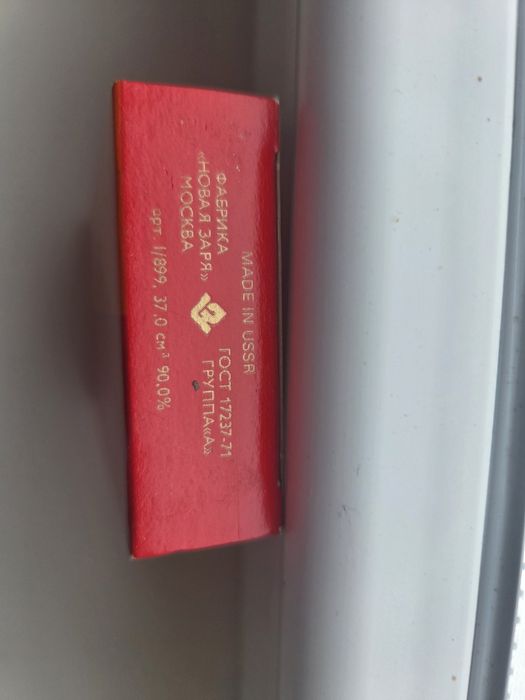 MADE IN USSR
ФАБРИКА
«НОВАЯ ЗАРЯ»
МОСКВА
ГОСТ 17237-71
ГРУППА«А»
арт. 1/899, 37,0 см³ 90,0%